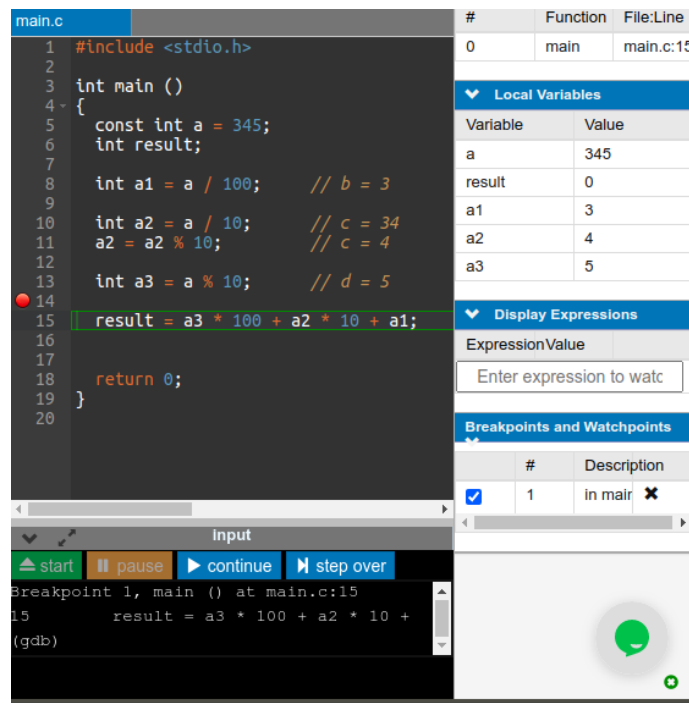 main.c
1 #include <stdio.h>
2
3 int main ()
4 {
5 const int a = 345;
6 int result;
7
8 int a1 = a / 100; // b = 3
9
10 int a2 = a / 10; // c = 34
11 a2 = a2 % 10; // c = 4
12
13 int a3 = a % 10; // d = 5
14
15 result = a3 * 100 + a2 * 10 + a1;
16
17
18 return 0;
19 }
20
input
start pause continue step over
Breakpoint 1, main () at main.c:15
15 result = a3 * 100 + a2 * 10 +
(gdb)
# Function File:Line
0 main main.c:15
Local Variables
Variable Value
a 345
result 0
a1 3
a2 4
a3 5
Display Expressions
Expression Value
Enter expression to watc
Breakpoints and Watchpoints
# Description
1 in mair